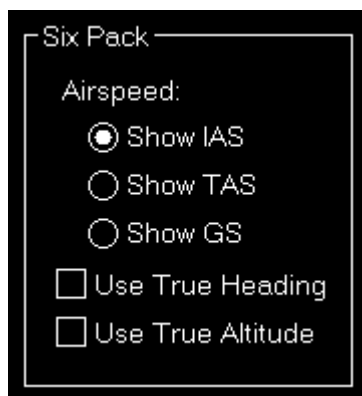 Six Pack
Airspeed:
Show IAS
Show TAS
Show GS
Use True Heading
Use True Altitude